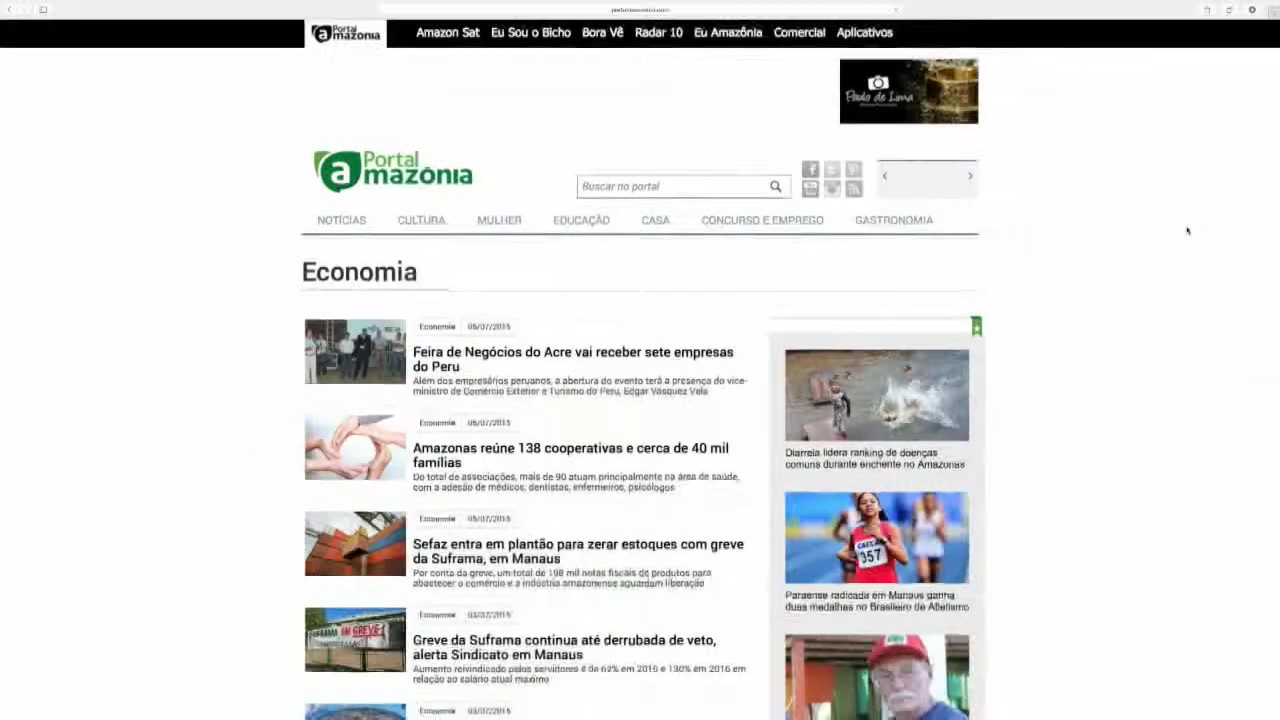 Portal
amazônia
Amazon Sat Eu Sou o Bicho Bora Vê Radar 10 Eu Amazônia Comercial Aplicativos
Paulo de Lima
Portal
amazônia
Buscar no portal
NOTÍCIAS CULTURA MULHER EDUCAÇÃO CASA CONCURSO E EMPREGO GASTRONOMIA
Economia
Economia 06/07/2015
Feira de Negócios do Acre vai receber sete empresas
do Peru
Além dos empresários peruanos, a abertura do evento terá a presença do vice-
ministro de Comércio Exterior e Turismo do Peru, Edgar Vásquez Vela
Economia 06/07/2015
Amazonas reúne 138 cooperativas e cerca de 40 mil
famílias
Do total de associações, mais de 90 atuam principalmente na área de saúde,
com a adesão de médicos, dentistas, enfermeiros, psicólogos
Economia 05/07/2015
Sefaz entra em plantão para zerar estoques com greve
da Suframa, em Manaus
Por conta da greve, um total de 198 mil notas fiscais de produtos para
abastecer o comércio e a indústria amazonense aguardam liberação
SUFRAMA EM GREVE!
Economia 03/07/2015
Greve da Suframa continua até derrubada de veto,
alerta Sindicato em Manaus
Aumento reivindicado pelos servidores é de 62% em 2015 e 130% em 2016 em
relação ao salário atual máximo
Economia 03/07/2015
Diarreia lidera ranking de doenças
comuns durante enchente no Amazonas
CAIXA
357
Paraense radicada em Manaus ganha
duas medalhas no Brasileiro de Atletismo